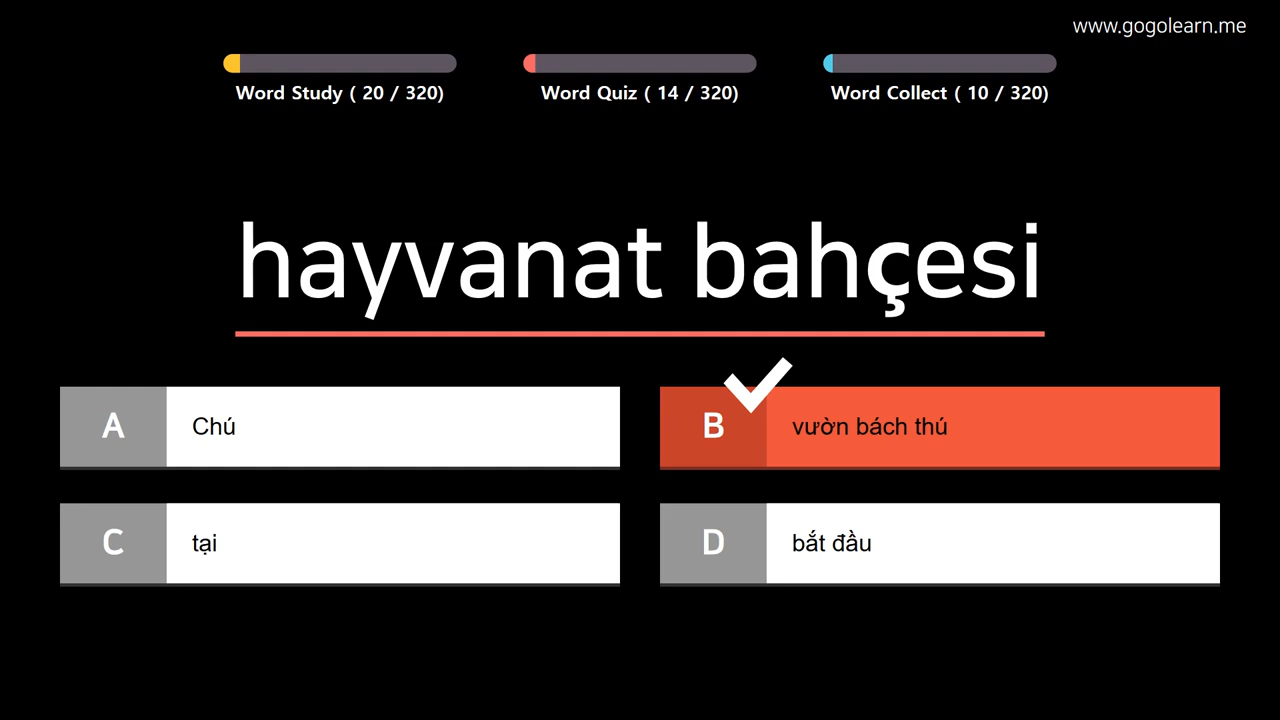 www.gogolearn.me
Word Study ( 20 / 320)
Word Quiz ( 14 / 320)
Word Collect ( 10 / 320)
hayvanat bahçesi
A Chú
B vườn bách thú
C tại
D bắt đầu